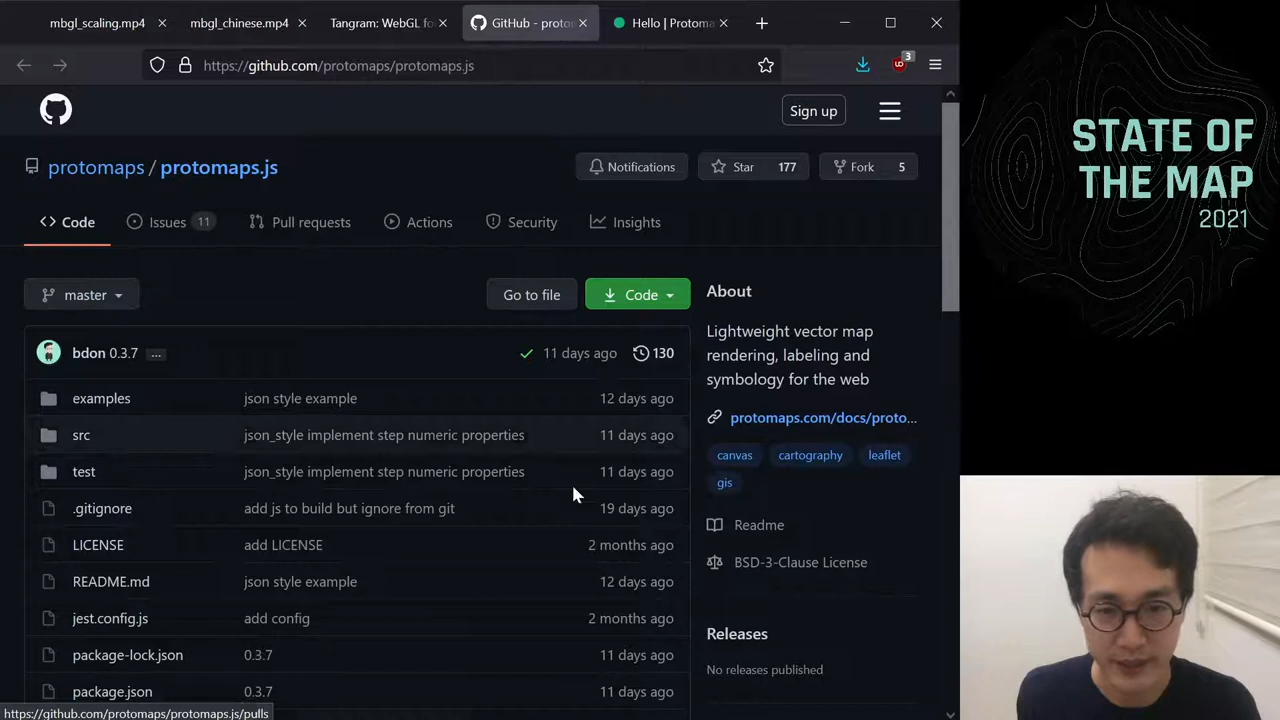 mbgl_scaling.mp4
mbgl_chinese.mp4
Tangram: WebGL fo
GitHub - proto
Hello | Protoma
https://github.com/protomaps/protomaps.js
3
Sign up
protomaps / protomaps.js
Notifications
Star 177
Fork 5
Code
Issues 11
Pull requests
Actions
Security
Insights
master
Go to file
Code
bdon 0.3.7 ...
11 days ago
130
examples json style example 12 days ago
src json_style implement step numeric properties 11 days ago
test json_style implement step numeric properties 11 days ago
.gitignore add js to build but ignore from git 19 days ago
LICENSE add LICENSE 2 months ago
README.md json style example 12 days ago
jest.config.js add config 2 months ago
package-lock.json 0.3.7 11 days ago
package.json 0.3.7 11 days ago
https://github.com/protomaps/protomaps.js/pulls
About
Lightweight vector map
rendering, labeling and
symbology for the web
protomaps.com/docs/proto...
canvas cartography leaflet
gis
Readme
BSD-3-Clause License
Releases
No releases published
STATE OF
THE MAP
2021